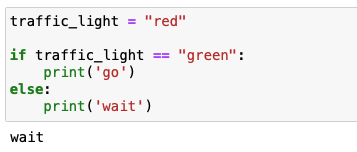 traffic_light = "red"
if traffic_light == "green":
    print('go')
else:
    print('wait')
wait